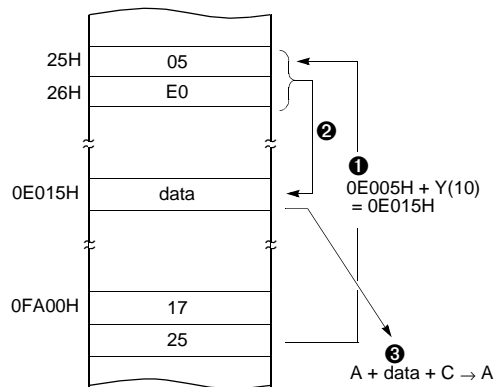 25H
05
26H
E0
❷
❶
0E015H
data
0E005H + Y(10)
= 0E015H
0FA00H
17
25
❸
A + data + C → A